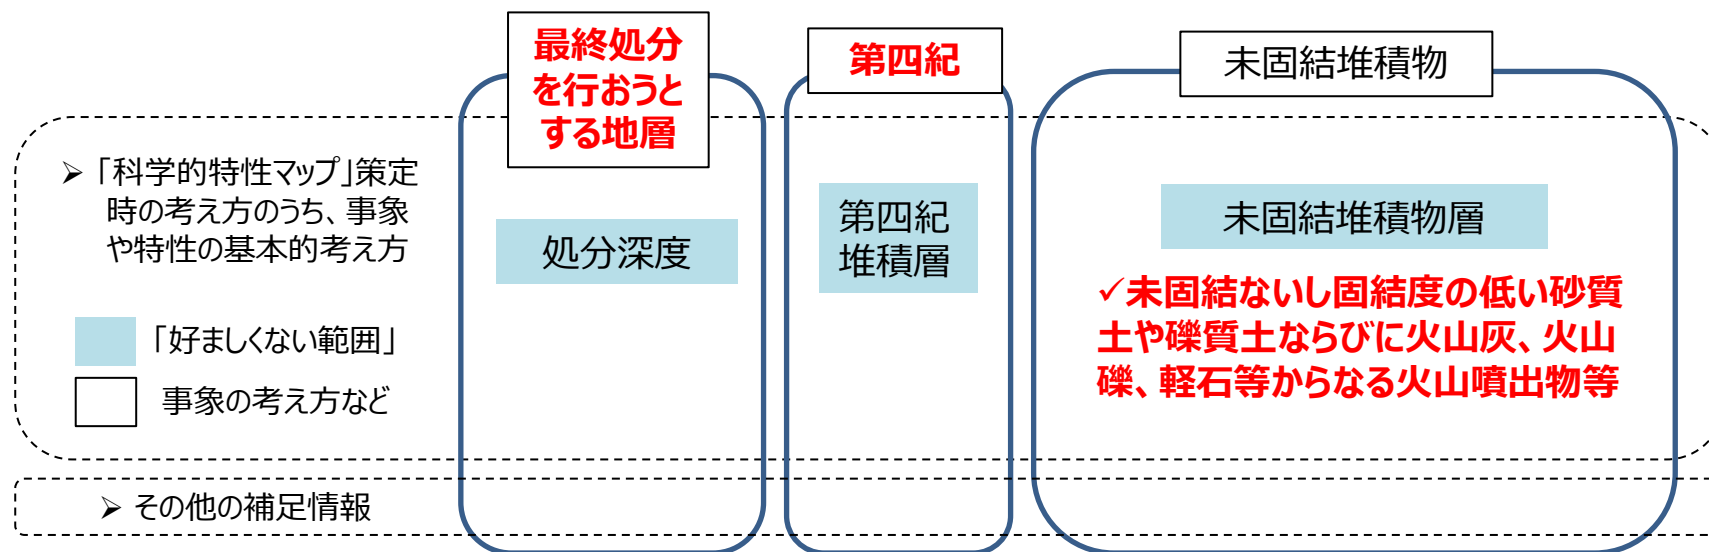 最終処分
を行おうと
する地層
第四紀
未固結堆積物
➢「科学的特性マップ」策定
時の考え方のうち、事象
や特性の基本的考え方
「好ましくない範囲」
事象の考え方など
処分深度
第四紀
堆積層
未固結堆積物層
✓未固結ないし固結度の低い砂質
土や礫質土ならびに火山灰、火山
礫、軽石等からなる火山噴出物等
➢ その他の補足情報